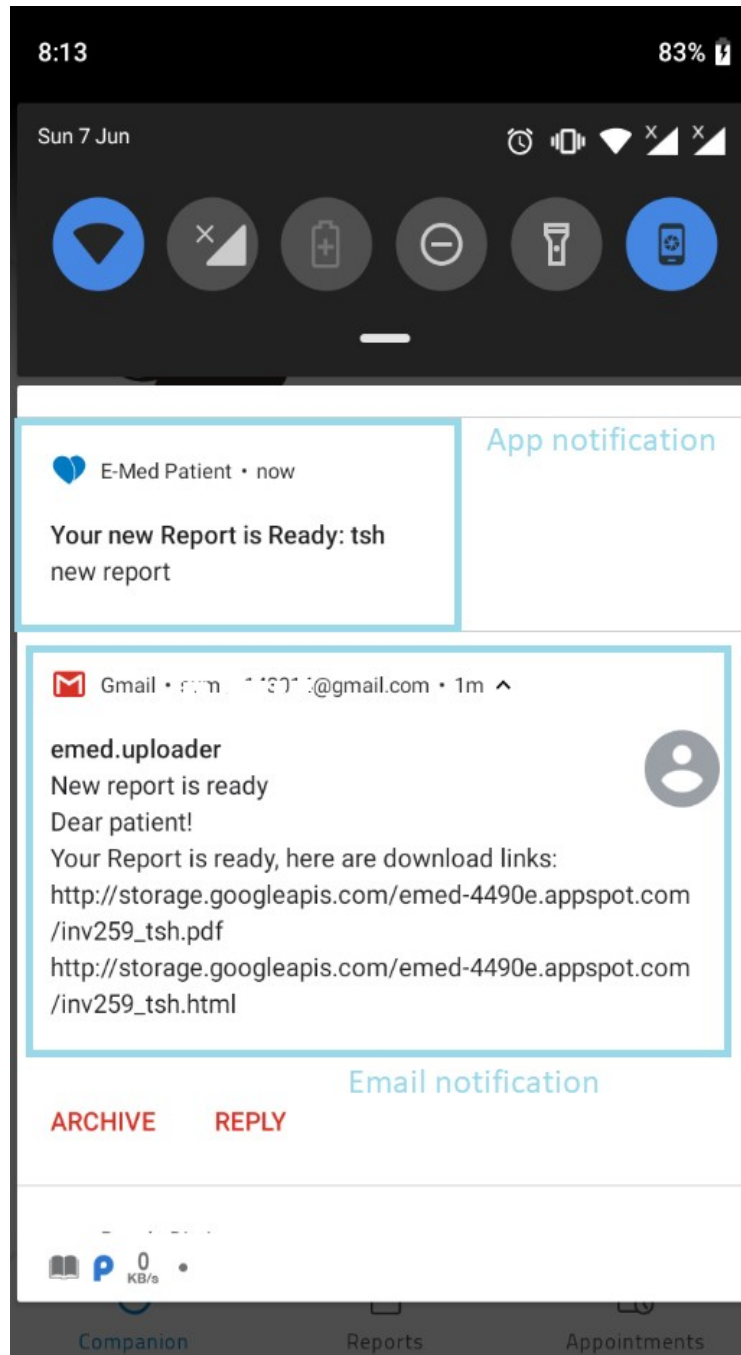 8:13
83%
Sun 7 Jun
App notification
E-Med Patient • now
Your new Report is Ready: tsh
new report
Gmail • @gmail.com • 1m
emed.uploader
New report is ready
Dear patient!
Your Report is ready, here are download links:
http://storage.googleapis.com/emed-4490e.appspot.com
/inv259_tsh.pdf
http://storage.googleapis.com/emed-4490e.appspot.com
/inv259_tsh.html
Email notification
ARCHIVE REPLY
0
KB/s
Companion Reports Appointments